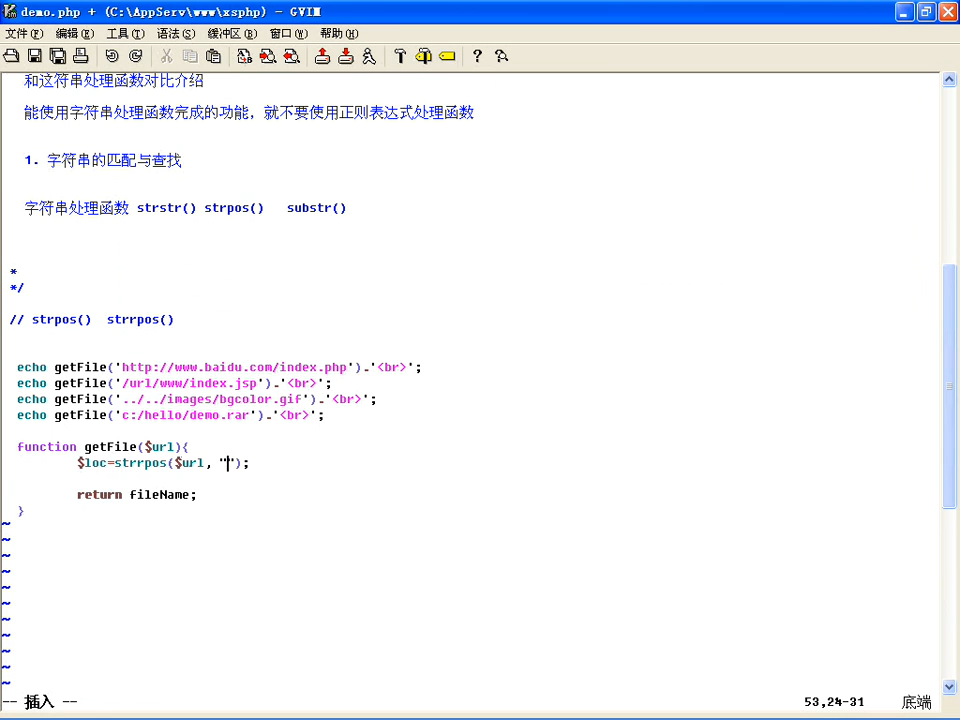 demo.php + (C:\AppServ\www\xsphp) - GVIM
文件(F) 编辑(E) 工具(T) 语法(S) 缓冲区(B) 窗口(W) 帮助(H)
和这符串处理函数对比介绍
能使用字符串处理函数完成的功能，就不要使用正则表达式处理函数
1. 字符串的匹配与查找
字符串处理函数 strstr() strpos() substr()
*
*/
// strpos() strrpos()
echo getFile('http://www.baidu.com/index.php').'<br>';
echo getFile('/url/www/index.jsp').'<br>';
echo getFile('../../images/bgcolor.gif').'<br>';
echo getFile('c:/hello/demo.rar').'<br>';
function getFile($url){
$loc=strrpos($url, "");
return fileName;
}
~
~
~
~
~
~
~
~
~
~
~
-- 插入 -- 53,24-31 底端